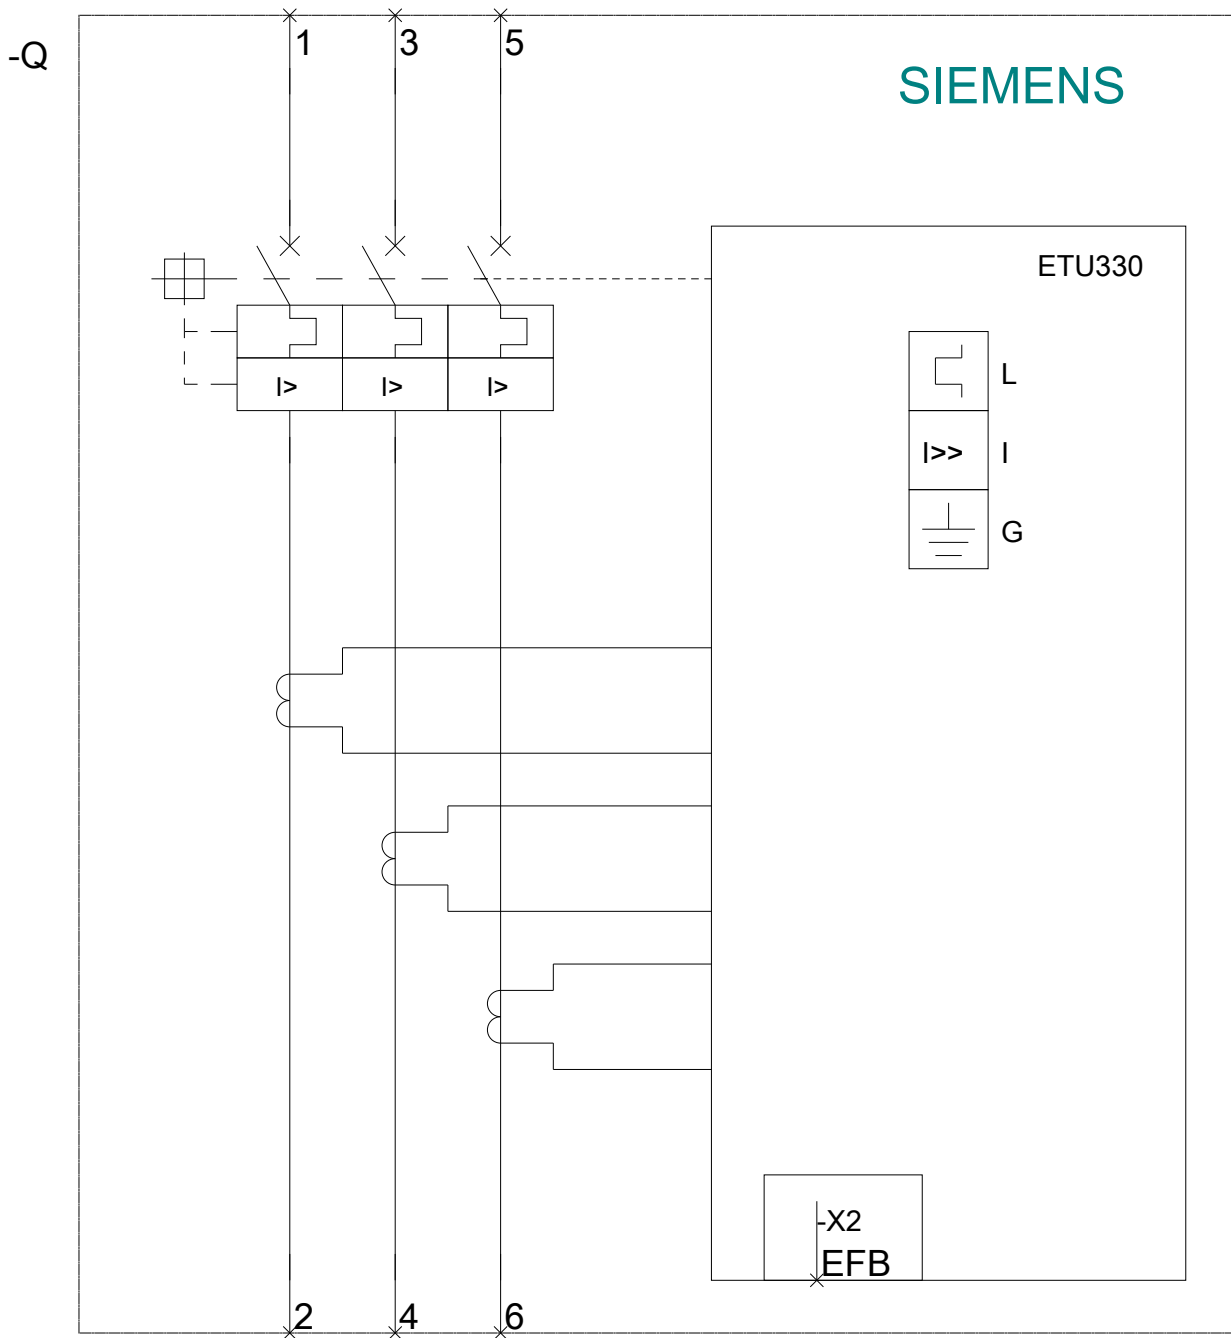 1 3 5
-Q
SIEMENS
ETU330
L
I> I> I>
I>> I
G
-X2
EFB
2 4 6